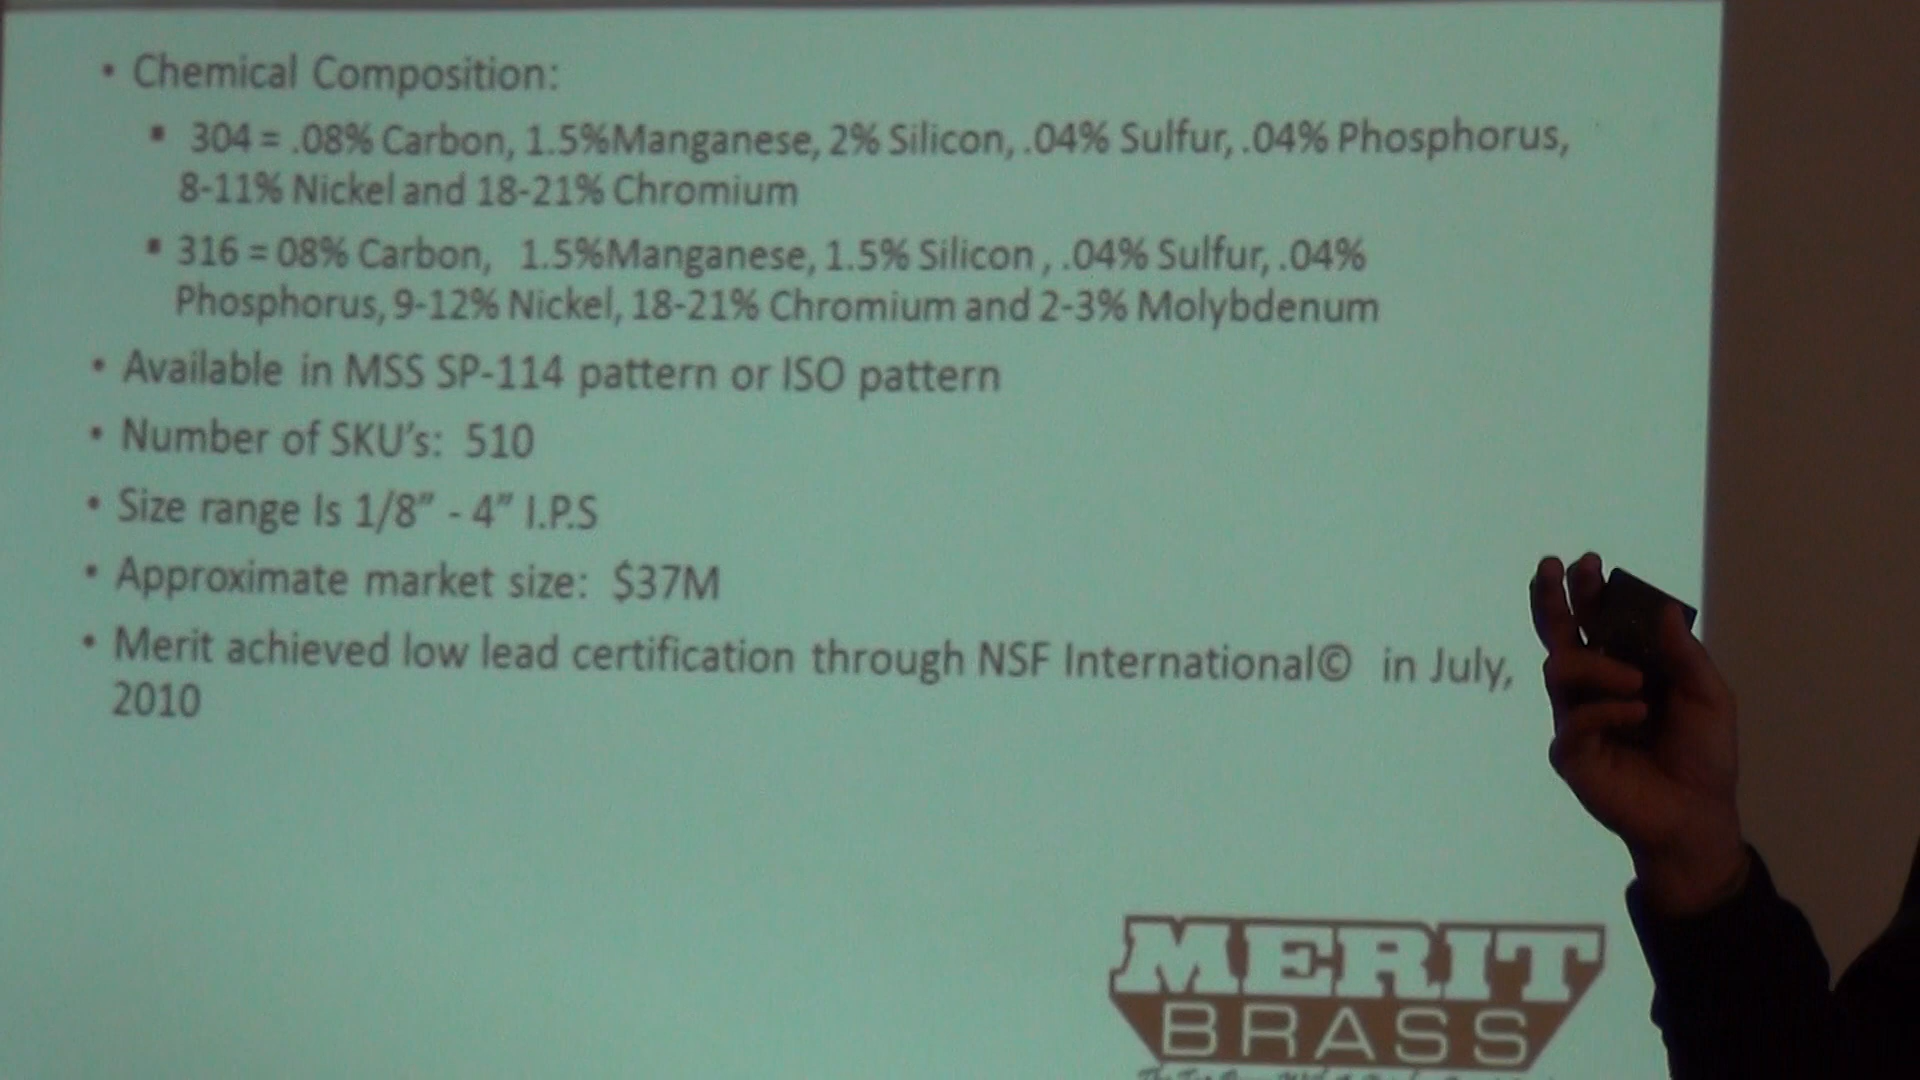 • Chemical Composition:
▪ 304 = .08% Carbon, 1.5%Manganese, 2% Silicon, .04% Sulfur, .04% Phosphorus,
8-11% Nickel and 18-21% Chromium
▪ 316 = 08% Carbon, 1.5%Manganese, 1.5% Silicon , .04% Sulfur, .04%
Phosphorus, 9-12% Nickel, 18-21% Chromium and 2-3% Molybdenum
• Available in MSS SP-114 pattern or ISO pattern
• Number of SKU's: 510
• Size range Is 1/8" - 4" I.P.S
• Approximate market size: $37M
• Merit achieved low lead certification through NSF International© in July,
2010
MERIT
BRASS